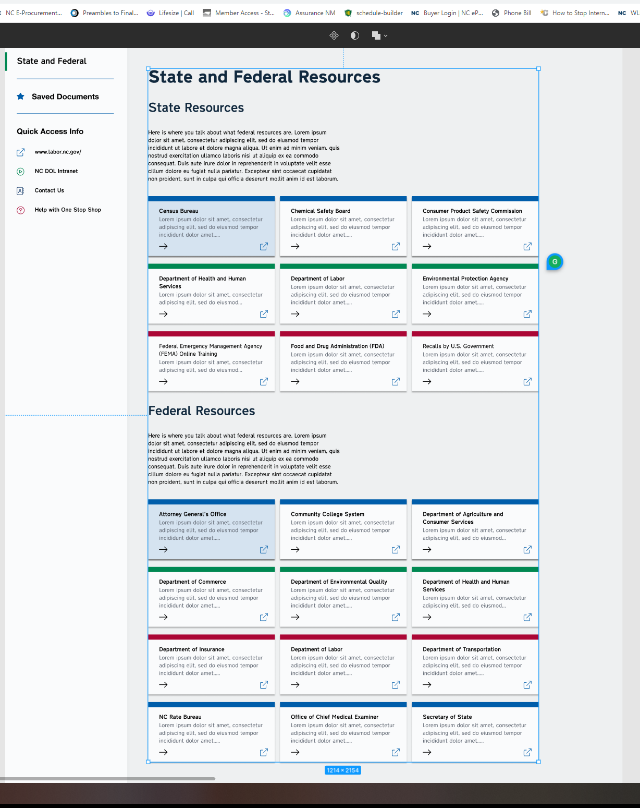 NC E-Procurement...
Preambles to Final...
Lifesize | Call
Member Access - St...
Assurance NM
schedule-builder
NC Buyer Login | NC eP...
Phone Bill
How to Stop Intern...
NC WI
State and Federal
Saved Documents
Quick Access Info
www.labor.nc.gov/
NC DOL Intranet
Contact Us
Help with One Stop Shop
State and Federal Resources
State Resources
Here is where you talk about what federal resources are. Lorem ipsum
dolor sit amet, consectetur adipiscing elit, sed do eiusmod tempor
incididunt ut labore et dolore magna aliqua. Ut enim ad minim veniam, quis
nostrud exercitation ullamco laboris nisi ut aliquip ex ea commodo
consequat. Duis aute irure dolor in reprehenderit in voluptate velit esse
cillum dolore eu fugiat nulla pariatur. Excepteur sint occaecat cupidatat
non proident, sunt in culpa qui officia deserunt mollit anim id est laborum.
Census Bureau
Lorem ipsum dolor sit amet, consectetur
adipiscing elit, sed do eiusmod tempor
incididunt dolor amet.....
Chemical Safety Board
Lorem ipsum dolor sit amet, consectetur
adipiscing elit, sed do eiusmod tempor
incididunt dolor amet.....
Consumer Product Safety Commission
Lorem ipsum dolor sit amet, consectetur
adipiscing elit, sed do eiusmod tempor
incididunt dolor amet.....
Department of Health and Human
Services
Lorem ipsum dolor sit amet, consectetur
adipiscing elit, sed do eiusmod...
Department of Labor
Lorem ipsum dolor sit amet, consectetur
adipiscing elit, sed do eiusmod tempor
incididunt dolor amet.....
Environmental Protection Agency
Lorem ipsum dolor sit amet, consectetur
adipiscing elit, sed do eiusmod tempor
incididunt dolor amet.....
G
Federal Emergency Management Agency
(FEMA) Online Training
Lorem ipsum dolor sit amet, consectetur
adipiscing elit, sed do eiusmod...
Food and Drug Administration (FDA)
Lorem ipsum dolor sit amet, consectetur
adipiscing elit, sed do eiusmod tempor
incididunt dolor amet.....
Recalls by U.S. Government
Lorem ipsum dolor sit amet, consectetur
adipiscing elit, sed do eiusmod tempor
incididunt dolor amet.....
Federal Resources
Here is where you talk about what federal resources are. Lorem ipsum
dolor sit amet, consectetur adipiscing elit, sed do eiusmod tempor
incididunt ut labore et dolore magna aliqua. Ut enim ad minim veniam, quis
nostrud exercitation ullamco laboris nisi ut aliquip ex ea commodo
consequat. Duis aute irure dolor in reprehenderit in voluptate velit esse
cillum dolore eu fugiat nulla pariatur. Excepteur sint occaecat cupidatat
non proident, sunt in culpa qui officia deserunt mollit anim id est laborum.
Attorney General's Office
Lorem ipsum dolor sit amet, consectetur
adipiscing elit, sed do eiusmod tempor
incididunt dolor amet.....
Community College System
Lorem ipsum dolor sit amet, consectetur
adipiscing elit, sed do eiusmod tempor
incididunt dolor amet.....
Department of Agriculture and
Consumer Services
Lorem ipsum dolor sit amet, consectetur
adipiscing elit, sed do eiusmod...
Department of Commerce
Lorem ipsum dolor sit amet, consectetur
adipiscing elit, sed do eiusmod tempor
incididunt dolor amet.....
Department of Environmental Quality
Lorem ipsum dolor sit amet, consectetur
adipiscing elit, sed do eiusmod tempor
incididunt dolor amet.....
Department of Health and Human
Services
Lorem ipsum dolor sit amet, consectetur
adipiscing elit, sed do eiusmod...
Department of Insurance
Lorem ipsum dolor sit amet, consectetur
adipiscing elit, sed do eiusmod tempor
incididunt dolor amet.....
Depatment of Labor
Lorem ipsum dolor sit amet, consectetur
adipiscing elit, sed do eiusmod tempor
incididunt dolor amet.....
Department of Transportation
Lorem ipsum dolor sit amet, consectetur
adipiscing elit, sed do eiusmod tempor
incididunt dolor amet.....
NC Rate Bureau
Lorem ipsum dolor sit amet, consectetur
adipiscing elit, sed do eiusmod tempor
incididunt dolor amet.....
Office of Chief Medical Examiner
Lorem ipsum dolor sit amet, consectetur
adipiscing elit, sed do eiusmod tempor
incididunt dolor amet.....
Secretary of State
Lorem ipsum dolor sit amet, consectetur
adipiscing elit, sed do eiusmod tempor
incididunt dolor amet.....
1214 × 2154